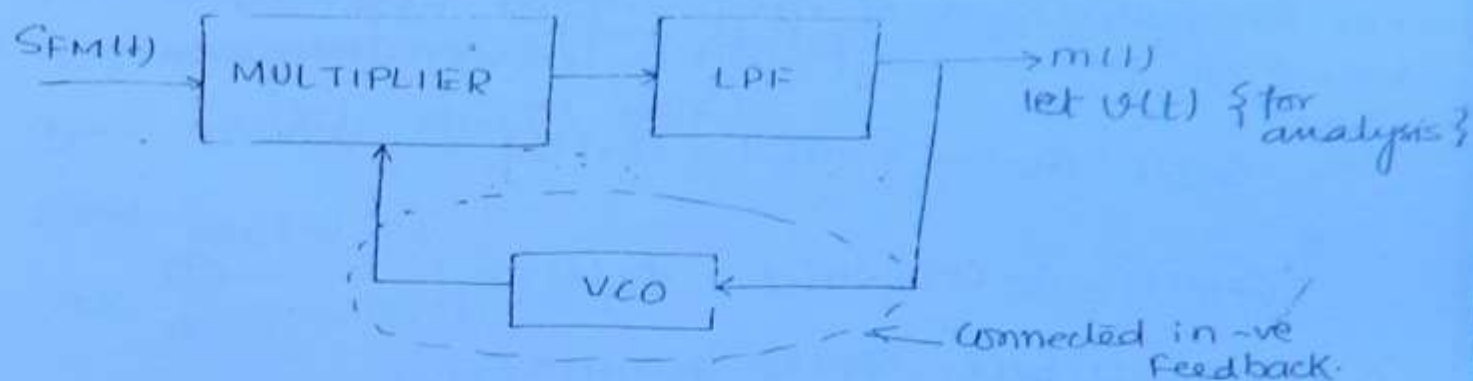 SFM(t)
MULTIPLIER
LPF
m(t)
let v(t) {for
analysis}
VCO
connected in -ve
Feedback.